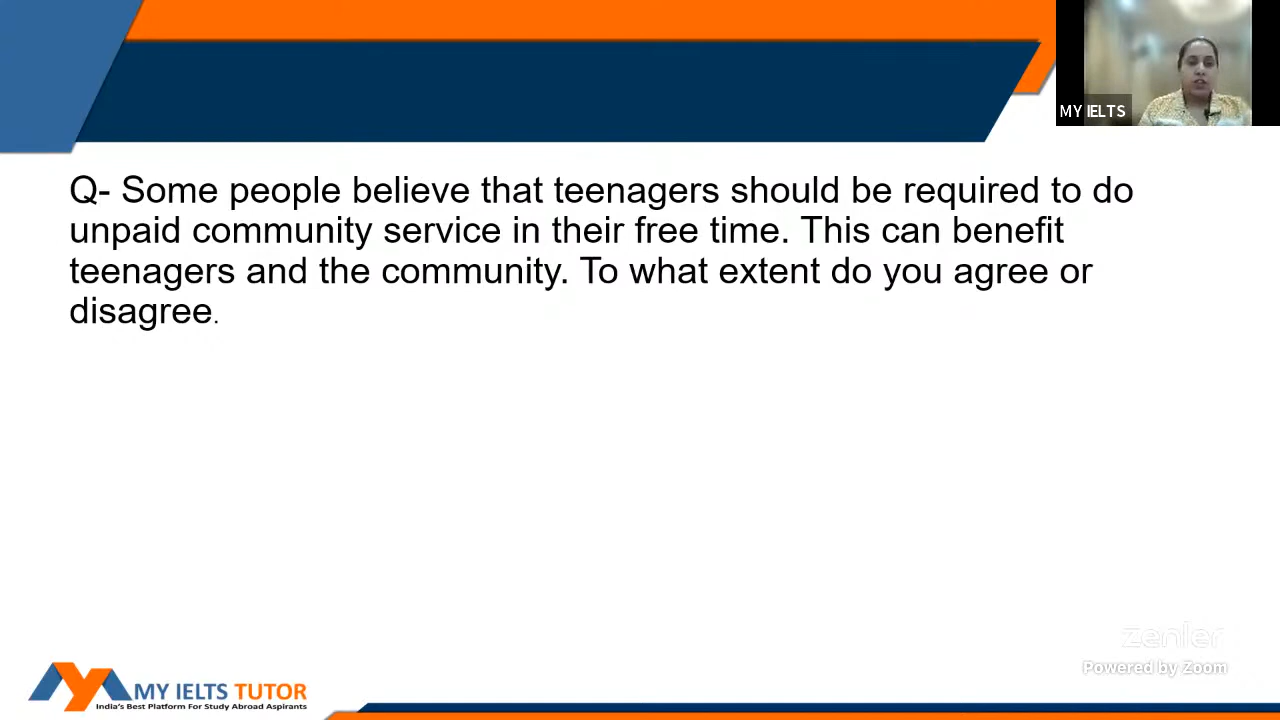 MY IELTS
Q- Some people believe that teenagers should be required to do
unpaid community service in their free time. This can benefit
teenagers and the community. To what extent do you agree or
disagree.
zenler
Powered by Zoom
MY IELTS TUTOR
India's Best Platform For Study Abroad Aspirants